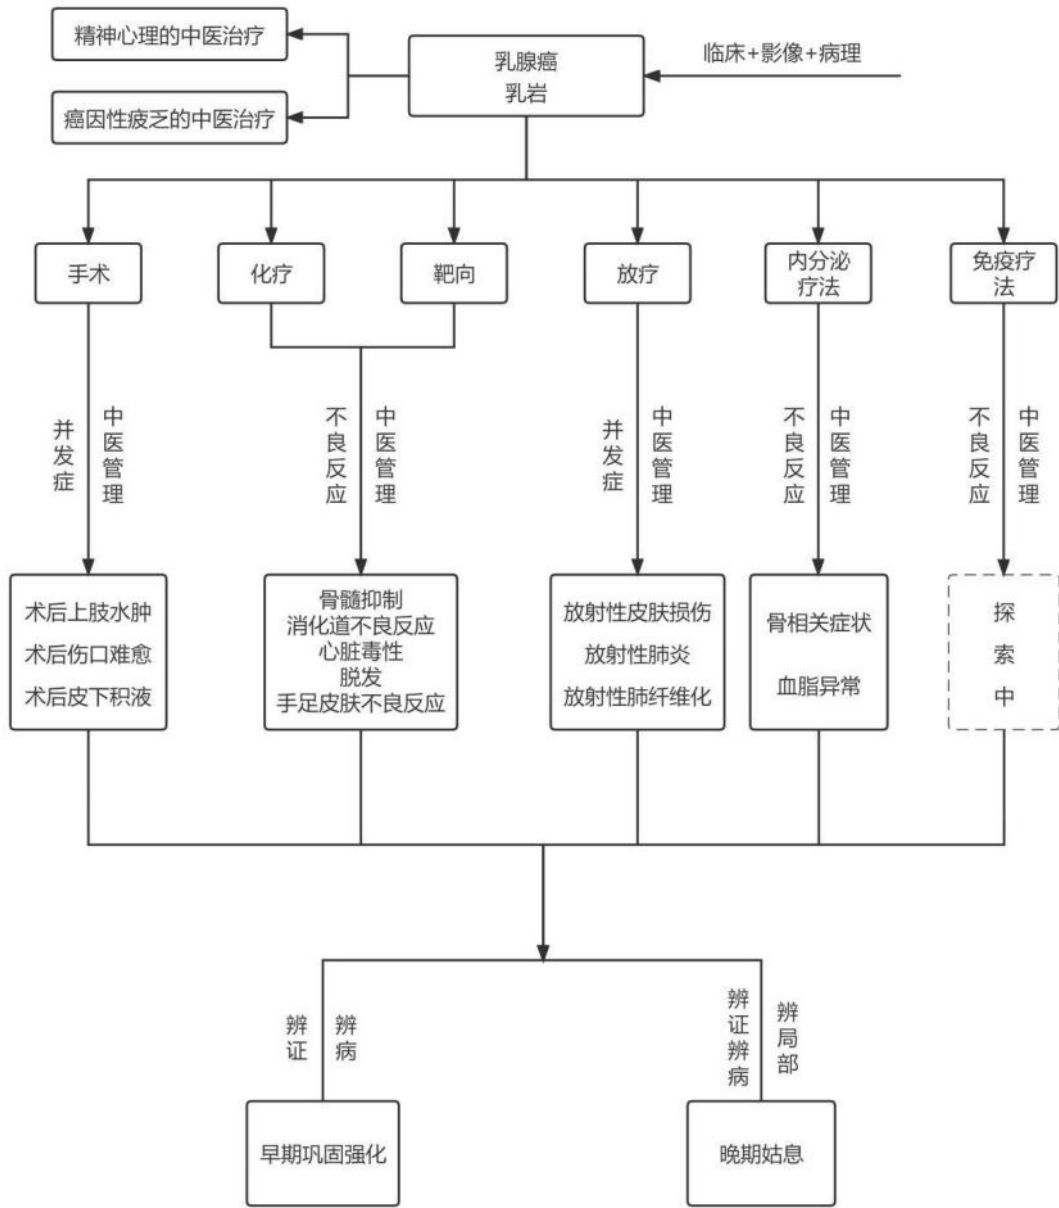 精神心理的中医治疗
癌因性疲乏的中医治疗
乳腺癌
乳岩
临床+影像+病理
手术
化疗
靶向
放疗
内分泌
疗法
免疫疗
法
并发症
中医管理
不良反应
中医管理
并发症
中医管理
不良反应
中医管理
不良反应
中医管理
术后上肢水肿
术后伤口难愈
术后皮下积液
骨髓抑制
消化道不良反应
心脏毒性
脱发
手足皮肤不良反应
放射性皮肤损伤
放射性肺炎
放射性肺纤维化
骨相关症状
血脂异常
探
索
中
辨证
辨病
辨证辨病
辨局部
早期巩固强化
晚期姑息